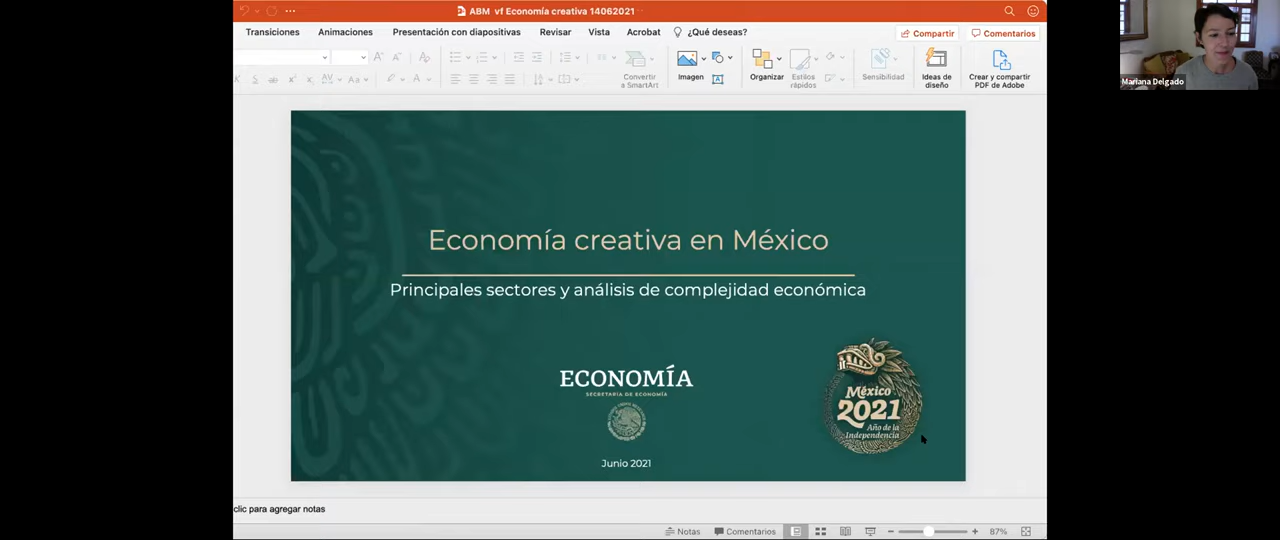 ABM vf Economía creativa 14062021
Transiciones Animaciones Presentación con diapositivas Revisar Vista Acrobat ¿Qué deseas? Compartir Comentarios
Convertir a SmartArt
Imagen
Organizar
Estilos rápidos
Sensibilidad
Ideas de diseño
Crear y compartir PDF de Adobe
Mariana Delgado
Economía creativa en México
Principales sectores y análisis de complejidad económica
ECONOMÍA
SECRETARÍA DE ECONOMÍA
México
2021
Año de la
Independencia
Junio 2021
clic para agregar notas
Notas Comentarios 87%